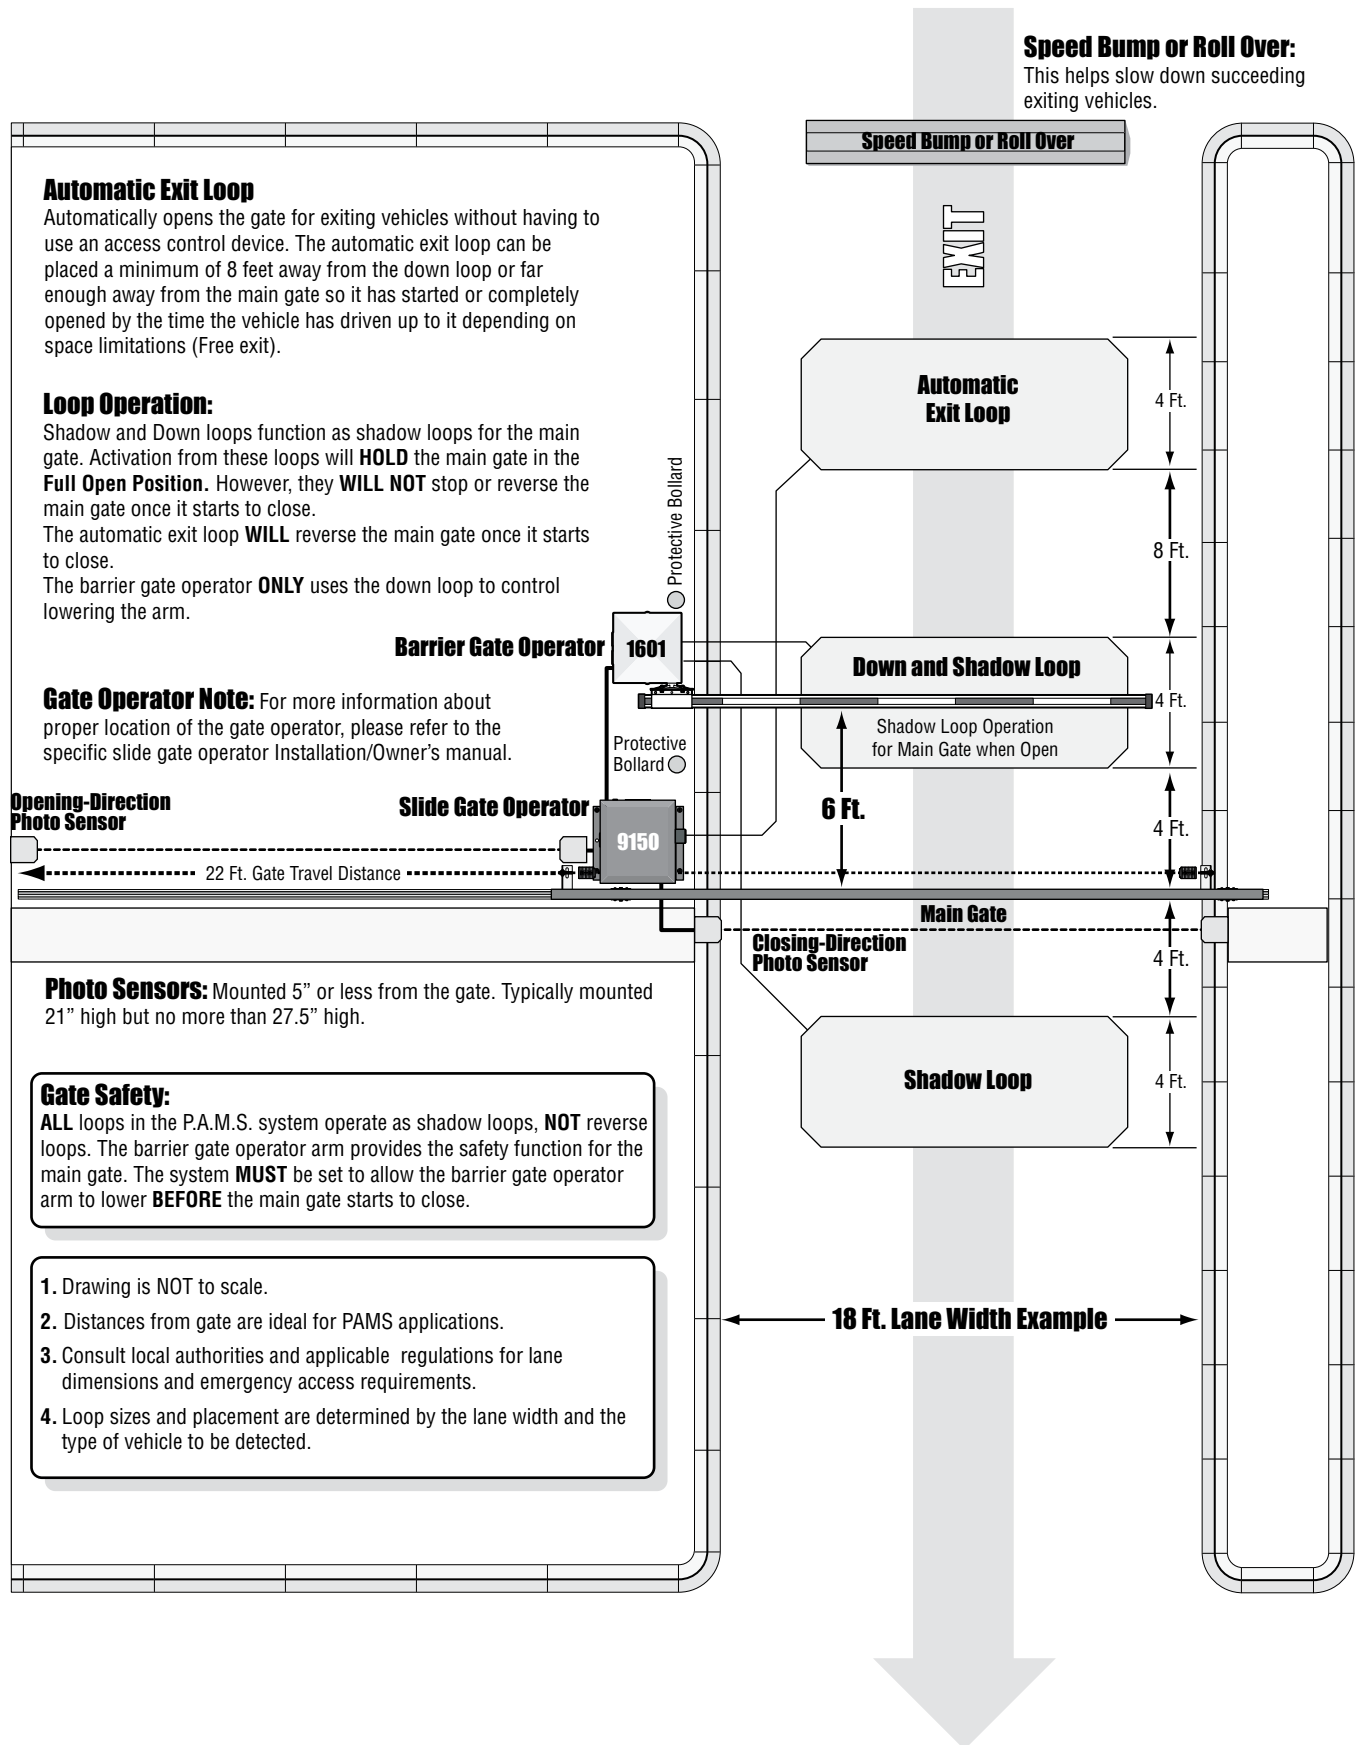 Speed Bump or Roll Over:
This helps slow down succeeding
exiting vehicles.
Speed Bump or Roll Over
EXIT
Automatic Exit Loop
Automatically opens the gate for exiting vehicles without having to
use an access control device. The automatic exit loop can be
placed a minimum of 8 feet away from the down loop or far
enough away from the main gate so it has started or completely
opened by the time the vehicle has driven up to it depending on
space limitations (Free exit).
Automatic
Exit Loop
4 Ft.
Loop Operation:
Shadow and Down loops function as shadow loops for the main
gate. Activation from these loops will HOLD the main gate in the
Full Open Position. However, they WILL NOT stop or reverse the
main gate once it starts to close.
The automatic exit loop WILL reverse the main gate once it starts
to close.
The barrier gate operator ONLY uses the down loop to control
lowering the arm.
Protective Bollard
8 Ft.
Barrier Gate Operator
1601
Down and Shadow Loop
4 Ft.
Shadow Loop Operation
for Main Gate when Open
Gate Operator Note: For more information about
proper location of the gate operator, please refer to the
specific slide gate operator Installation/Owner's manual.
Protective
Bollard
Opening-Direction
Photo Sensor
Slide Gate Operator
9150
6 Ft.
4 Ft.
22 Ft. Gate Travel Distance
Main Gate
Closing-Direction
Photo Sensor
4 Ft.
Photo Sensors: Mounted 5” or less from the gate. Typically mounted
21” high but no more than 27.5” high.
Shadow Loop
4 Ft.
Gate Safety:
ALL loops in the P.A.M.S. system operate as shadow loops, NOT reverse
loops. The barrier gate operator arm provides the safety function for the
main gate. The system MUST be set to allow the barrier gate operator
arm to lower BEFORE the main gate starts to close.
1. Drawing is NOT to scale.
2. Distances from gate are ideal for PAMS applications.
3. Consult local authorities and applicable regulations for lane
dimensions and emergency access requirements.
4. Loop sizes and placement are determined by the lane width and the
type of vehicle to be detected.
18 Ft. Lane Width Example